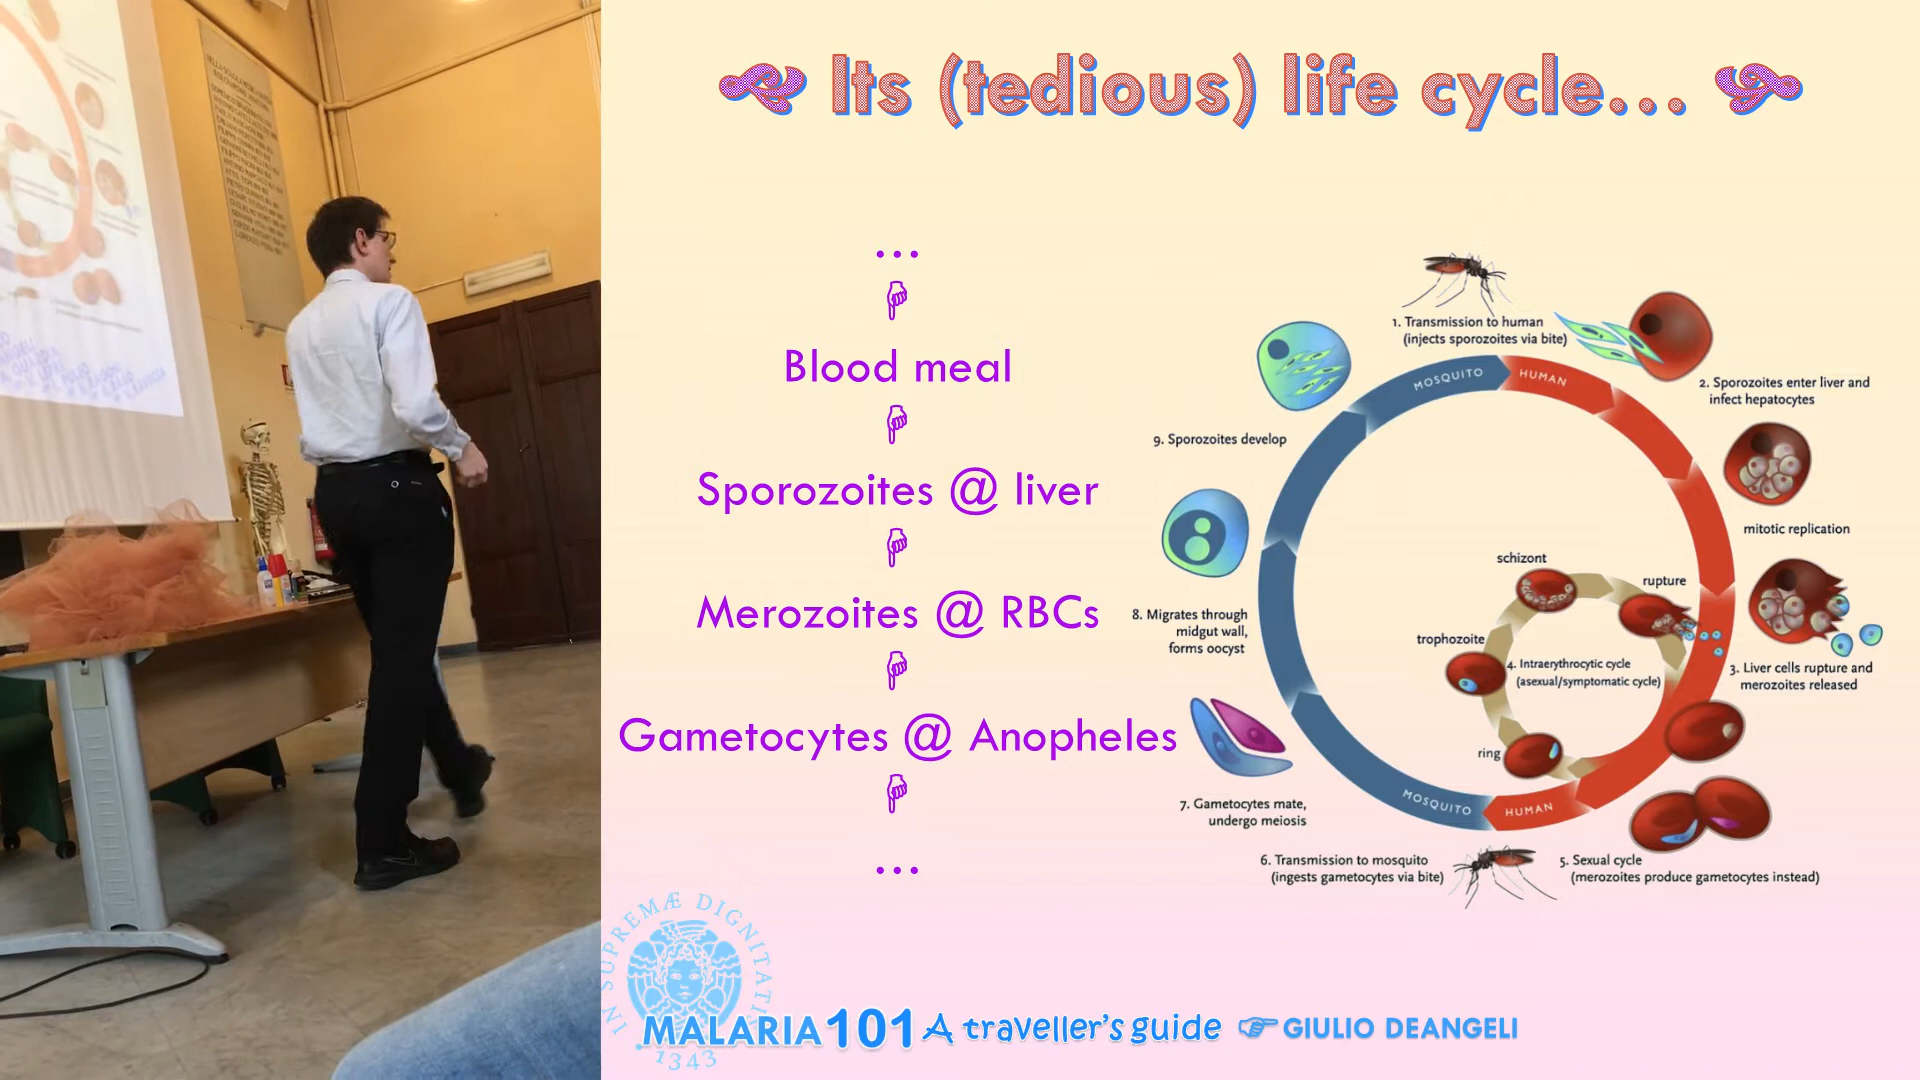 Its (tedious) life cycle...
...
Blood meal
Sporozoites @ liver
Merozoites @ RBCs
Gametocytes @ Anopheles
...
1. Transmission to human
(injects sporozoites via bite)
MOSQUITO
HUMAN
2. Sporozoites enter liver and
infect hepatocytes
9. Sporozoites develop
mitotic replication
schizont
rupture
8. Migrates through
midgut wall,
forms oocyst
trophozoite
4. Intraerythrocytic cycle
(asexual/symptomatic cycle)
3. Liver cells rupture and
merozoites released
ring
7. Gametocytes mate,
undergo meiosis
MOSQUITO
HUMAN
6. Transmission to mosquito
(ingests gametocytes via bite)
5. Sexual cycle
(merozoites produce gametocytes instead)
IN SUPREMÆ DIGNITATI
1343
MALARIA101 A traveller's guide GIULIO DEANGELI